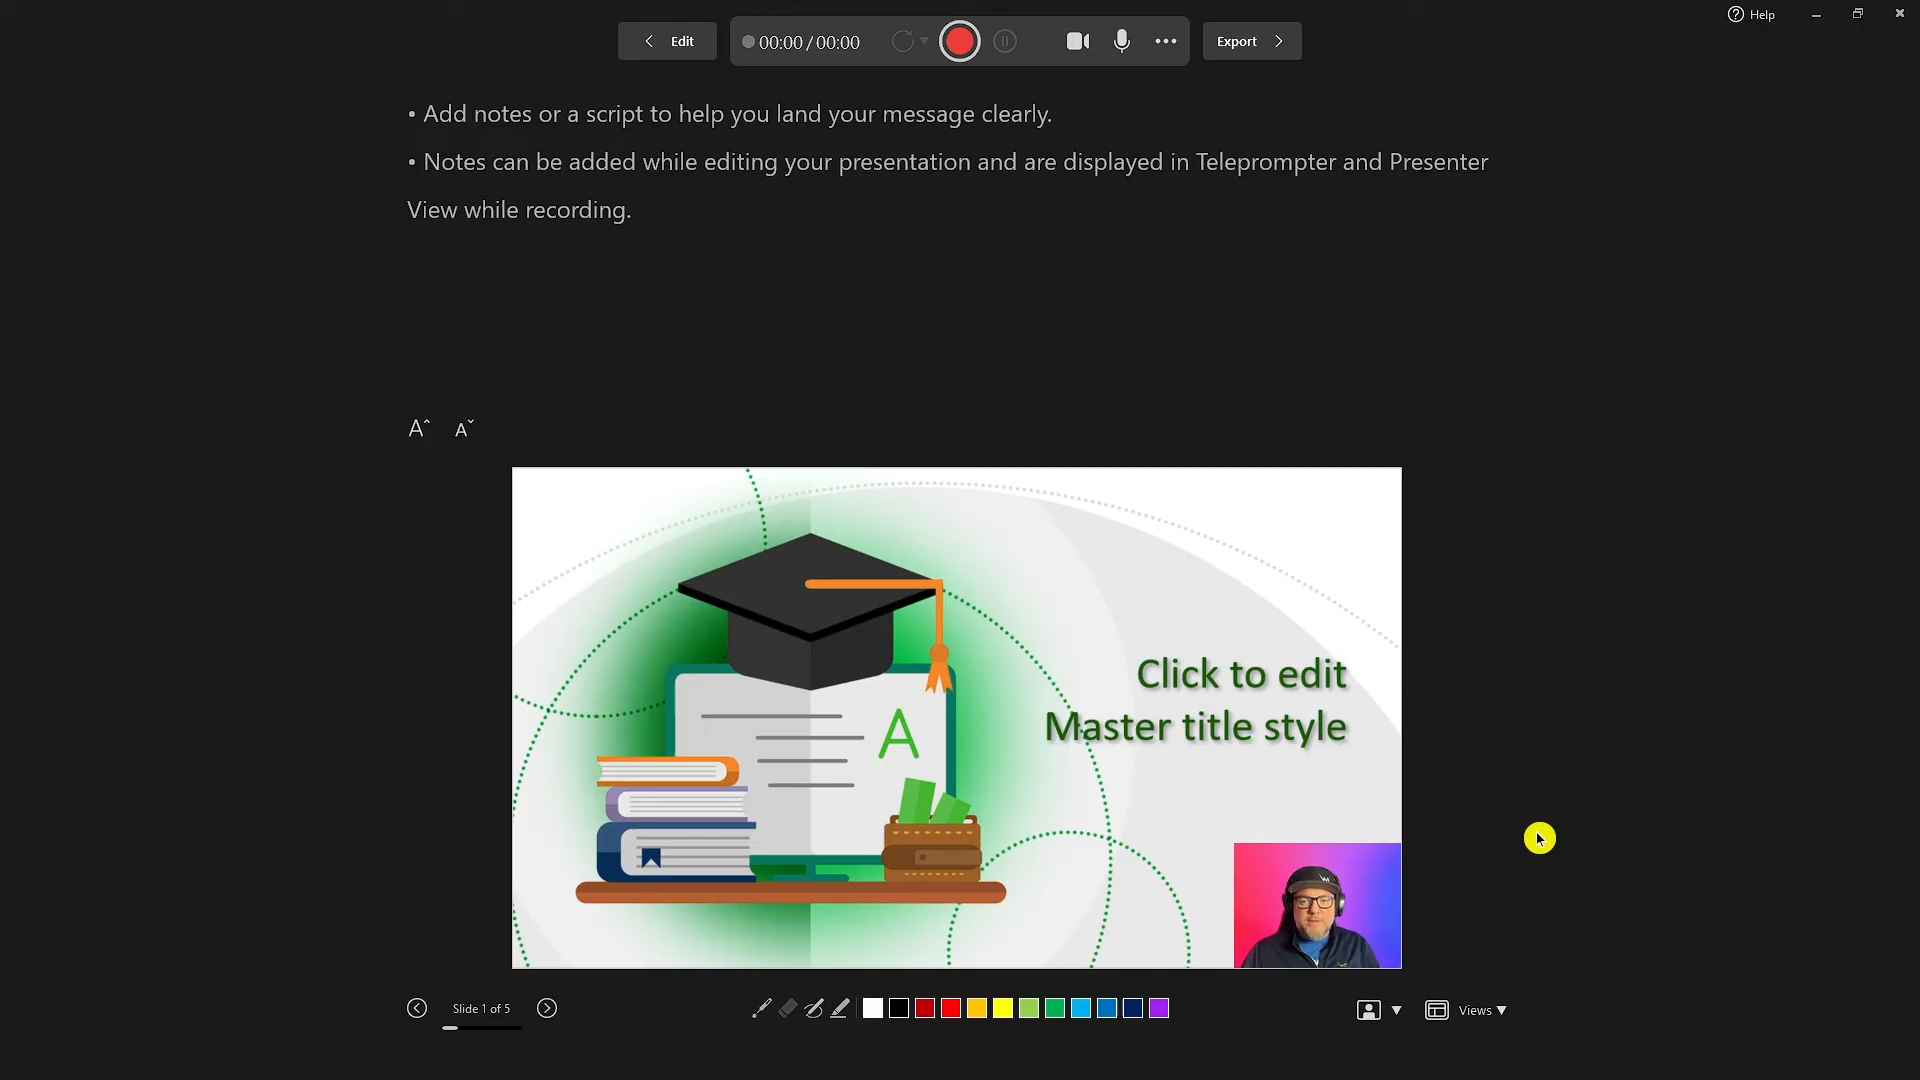 Help
Edit
00:00 / 00:00
Export
• Add notes or a script to help you land your message clearly.
• Notes can be added while editing your presentation and are displayed in Teleprompter and Presenter
View while recording.
A A
A
Click to edit
Master title style
Slide 1 of 5
Views